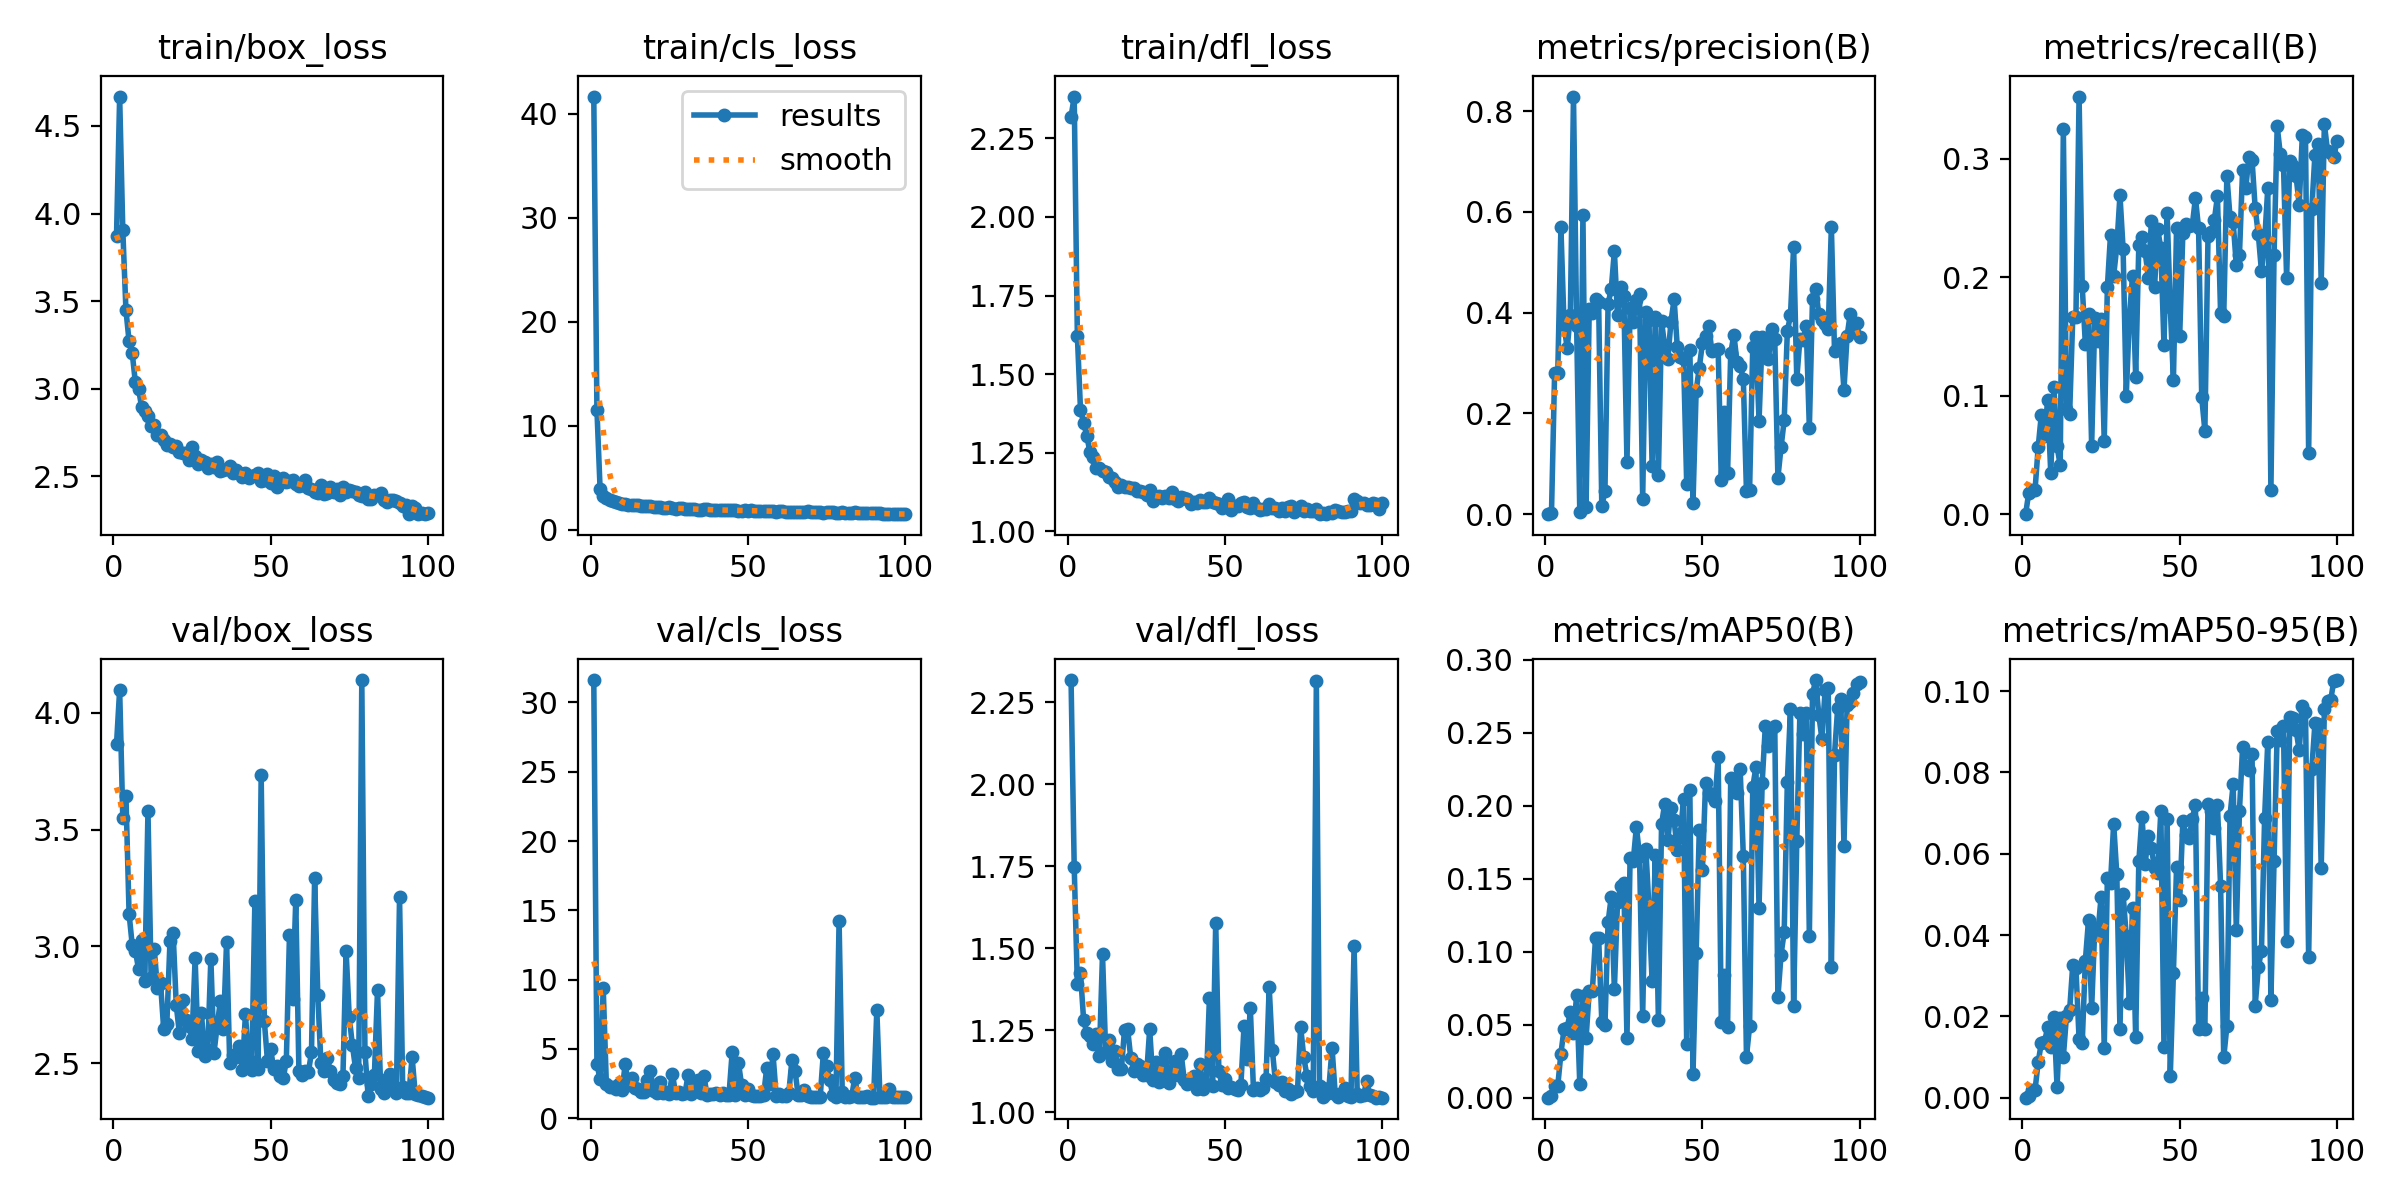 train/box_loss
4.5
4.0
3.5
3.0
2.5
0 50 100
train/cls_loss
results
smooth
40
30
20
10
0
0 50 100
train/dfl_loss
2.25
2.00
1.75
1.50
1.25
1.00
0 50 100
metrics/precision(B)
0.8
0.6
0.4
0.2
0.0
0 50 100
metrics/recall(B)
0.3
0.2
0.1
0.0
0 50 100
val/box_loss
4.0
3.5
3.0
2.5
0 50 100
val/cls_loss
30
25
20
15
10
5
0
0 50 100
val/dfl_loss
2.25
2.00
1.75
1.50
1.25
1.00
0 50 100
metrics/mAP50(B)
0.30
0.25
0.20
0.15
0.10
0.05
0.00
0 50 100
metrics/mAP50-95(B)
0.10
0.08
0.06
0.04
0.02
0.00
0 50 100